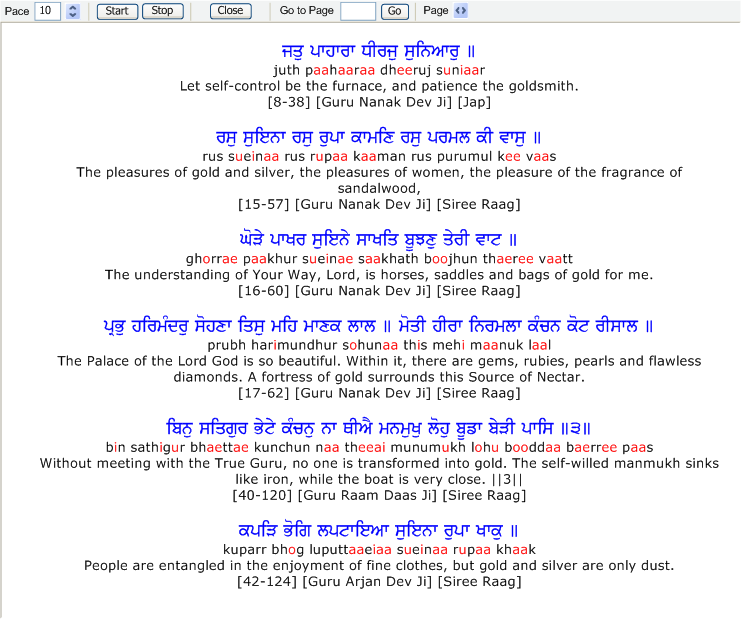 Pace 10 Start Stop Close Go to Page Go Page
ਜਤੁ ਪਾਹਾਰਾ ਧੀਰਜੁ ਸੁਨਿਆਰੁ ॥
juth paahaaraa dheeruj suniaar
Let self-control be the furnace, and patience the goldsmith.
[8-38] [Guru Nanak Dev Ji] [Jap]
ਰਸੁ ਸੁਇਨਾ ਰਸੁ ਰੁਪਾ ਕਾਮਣਿ ਰਸੁ ਪਰਮਲ ਕੀ ਵਾਸੁ ॥
rus sueinaa rus rupaa kaaman rus purumul kee vaas
The pleasures of gold and silver, the pleasures of women, the pleasure of the fragrance of
sandalwood,
[15-57] [Guru Nanak Dev Ji] [Siree Raag]
ਘੋੜੇ ਪਾਖਰ ਸੁਇਨੇ ਸਾਖਤਿ ਬੂਝਣੁ ਤੇਰੀ ਵਾਟ ॥
ghorrae paakhur sueinae saakhath boojhun thaeree vaatt
The understanding of Your Way, Lord, is horses, saddles and bags of gold for me.
[16-60] [Guru Nanak Dev Ji] [Siree Raag]
ਪ੍ਰਭੁ ਹਰਿਮੰਦਰੁ ਸੋਹਣਾ ਤਿਸੁ ਮਹਿ ਮਾਣਕ ਲਾਲ ॥ ਮੋਤੀ ਹੀਰਾ ਨਿਰਮਲਾ ਕੰਚਨ ਕੋਟ ਰੀਸਾਲ ॥
prubh harimundhur sohunaa this mehi maanuk laal
The Palace of the Lord God is so beautiful. Within it, there are gems, rubies, pearls and flawless
diamonds. A fortress of gold surrounds this Source of Nectar.
[17-62] [Guru Nanak Dev Ji] [Siree Raag]
ਬਿਨੁ ਸਤਿਗੁਰ ਭੇਟੇ ਕੰਚਨੁ ਨਾ ਥੀਐ ਮਨਮੁਖੁ ਲੋਹੁ ਬੂਡਾ ਬੇੜੀ ਪਾਸਿ ॥੩॥
bin sathigur bhaettae kunchun naa theeai munumukh lohu booddaa baerree paas
Without meeting with the True Guru, no one is transformed into gold. The self-willed manmukh sinks
like iron, while the boat is very close. ||3||
[40-120] [Guru Raam Daas Ji] [Siree Raag]
ਕਪੜਿ ਭੋਗਿ ਲਪਟਾਇਆ ਸੁਇਨਾ ਰੁਪਾ ਖਾਕੁ ॥
kuparr bhog luputtaaeiaa sueinaa rupaa khaak
People are entangled in the enjoyment of fine clothes, but gold and silver are only dust.
[42-124] [Guru Arjan Dev Ji] [Siree Raag]